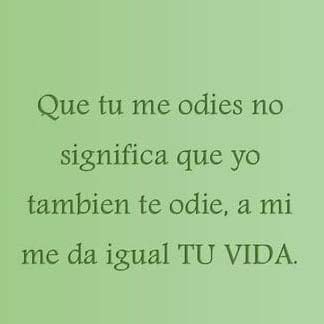 Que tu me odies no
significa que yo
tambien te odie, a mi
me da igual TU VIDA.